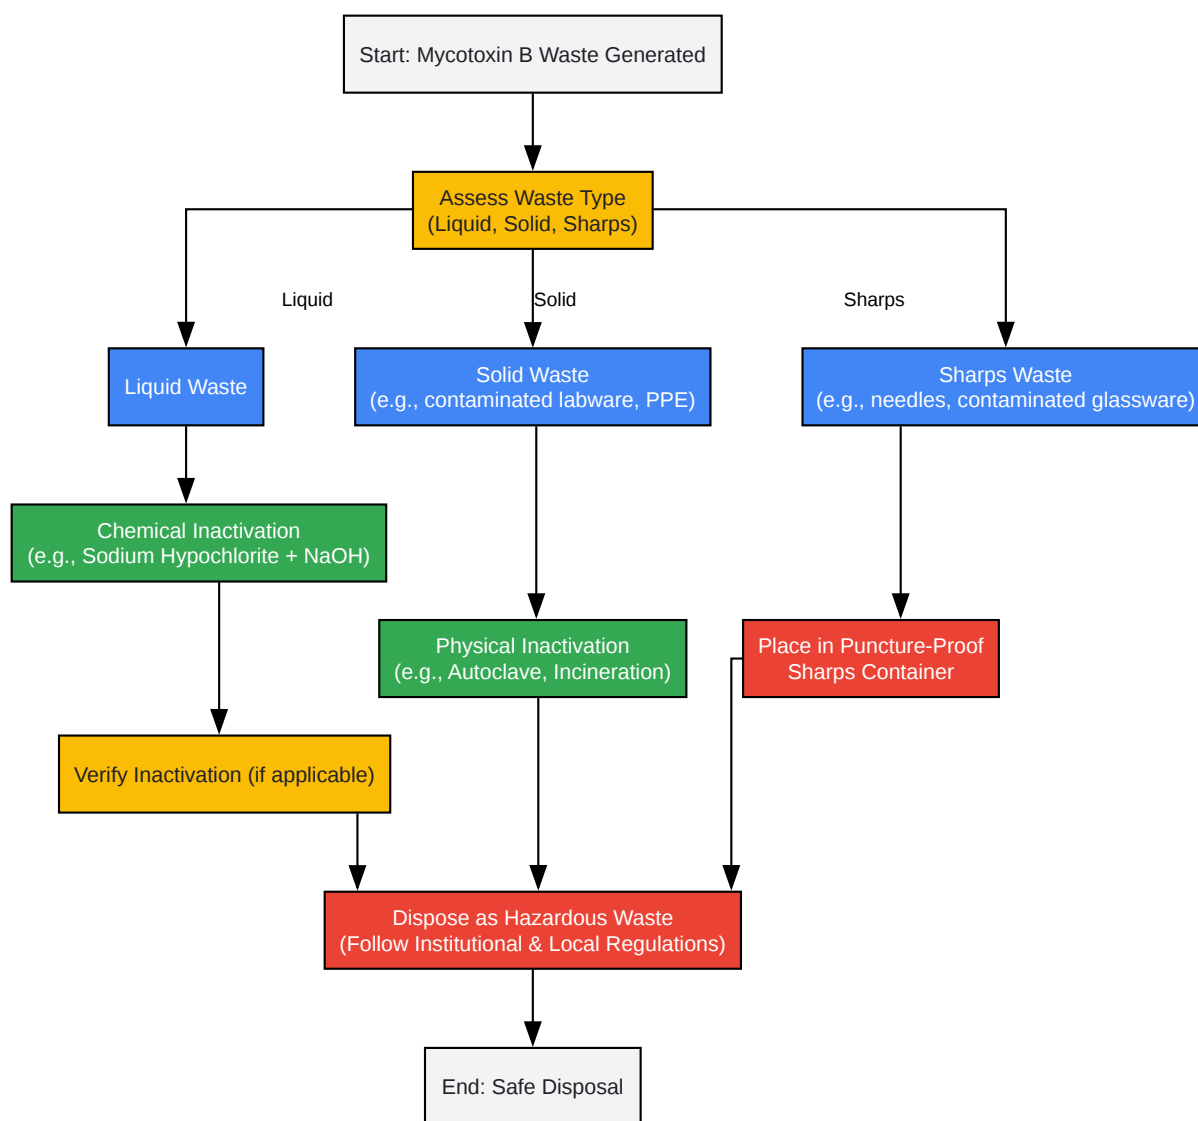 Start: Mycotoxin B Waste Generated
Assess Waste Type
(Liquid, Solid, Sharps)
Liquid
Solid
Sharps
Liquid Waste
Solid Waste
(e.g., contaminated labware, PPE)
Sharps Waste
(e.g., needles, contaminated glassware)
Chemical Inactivation
(e.g., Sodium Hypochlorite + NaOH)
Physical Inactivation
(e.g., Autoclave, Incineration)
Place in Puncture-Proof
Sharps Container
Verify Inactivation (if applicable)
Dispose as Hazardous Waste
(Follow Institutional & Local Regulations)
End: Safe Disposal